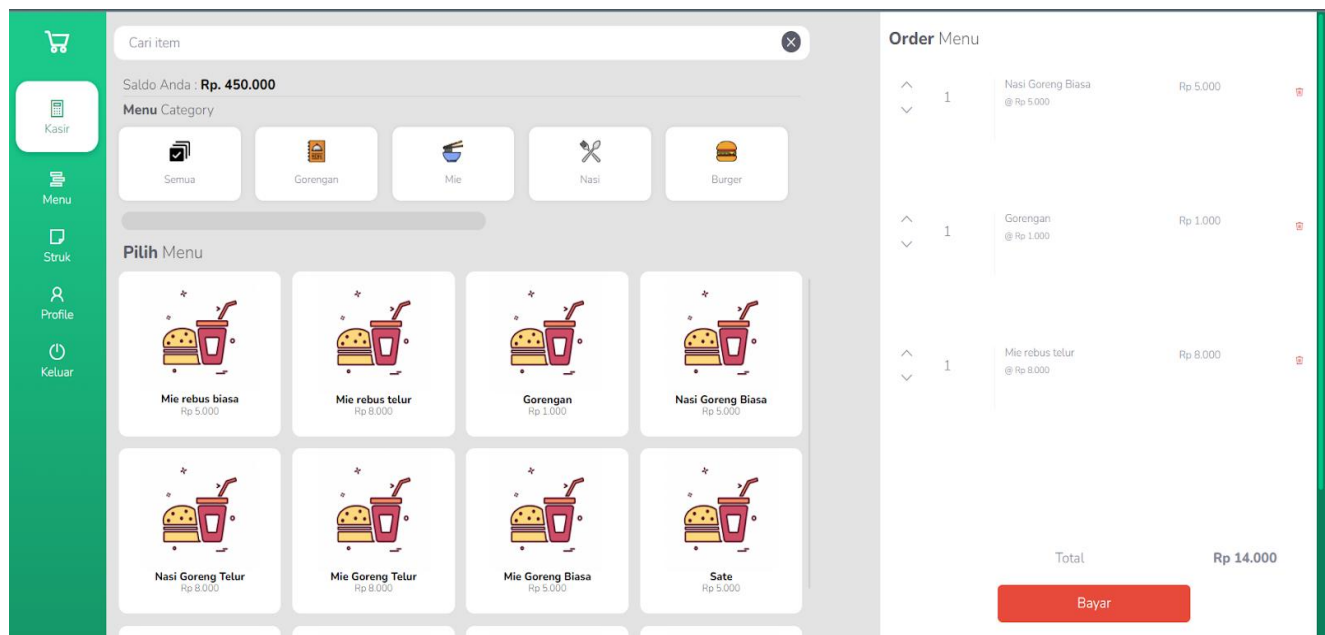 Kasir
Menu
Struk
Profile
Keluar
Cari item
Saldo Anda : Rp. 450.000
Menu Category
Semua
Gorengan
Mie
Nasi
Burger
Pilih Menu
Mie rebus biasa
Rp 5.000
Mie rebus telur
Rp 8.000
Gorengan
Rp 1.000
Nasi Goreng Biasa
Rp 5.000
Nasi Goreng Telur
Rp 8.000
Mie Goreng Telur
Rp 8.000
Mie Goreng Biasa
Rp 5.000
Sate
Rp 5.000
Order Menu
1
Nasi Goreng Biasa
Rp 5.000
@ Rp 5.000
1
Gorengan
Rp 1.000
@ Rp 1.000
1
Mie rebus telur
Rp 8.000
@ Rp 8.000
Total
Rp 14.000
Bayar